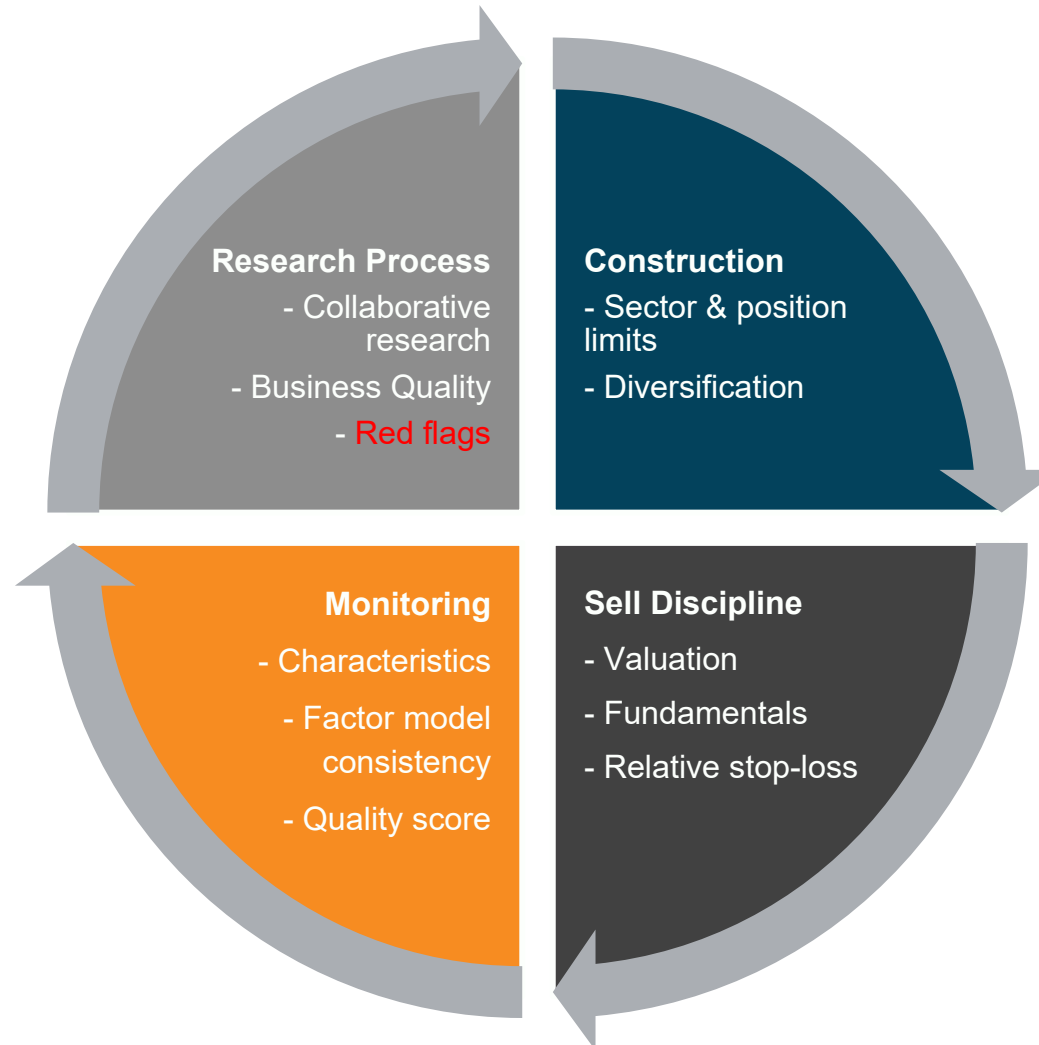 Research Process
- Collaborative
research
- Business Quality
- Red flags
Construction
- Sector & position
limits
- Diversification
Monitoring
- Characteristics
- Factor model
consistency
- Quality score
Sell Discipline
- Valuation
- Fundamentals
- Relative stop-loss